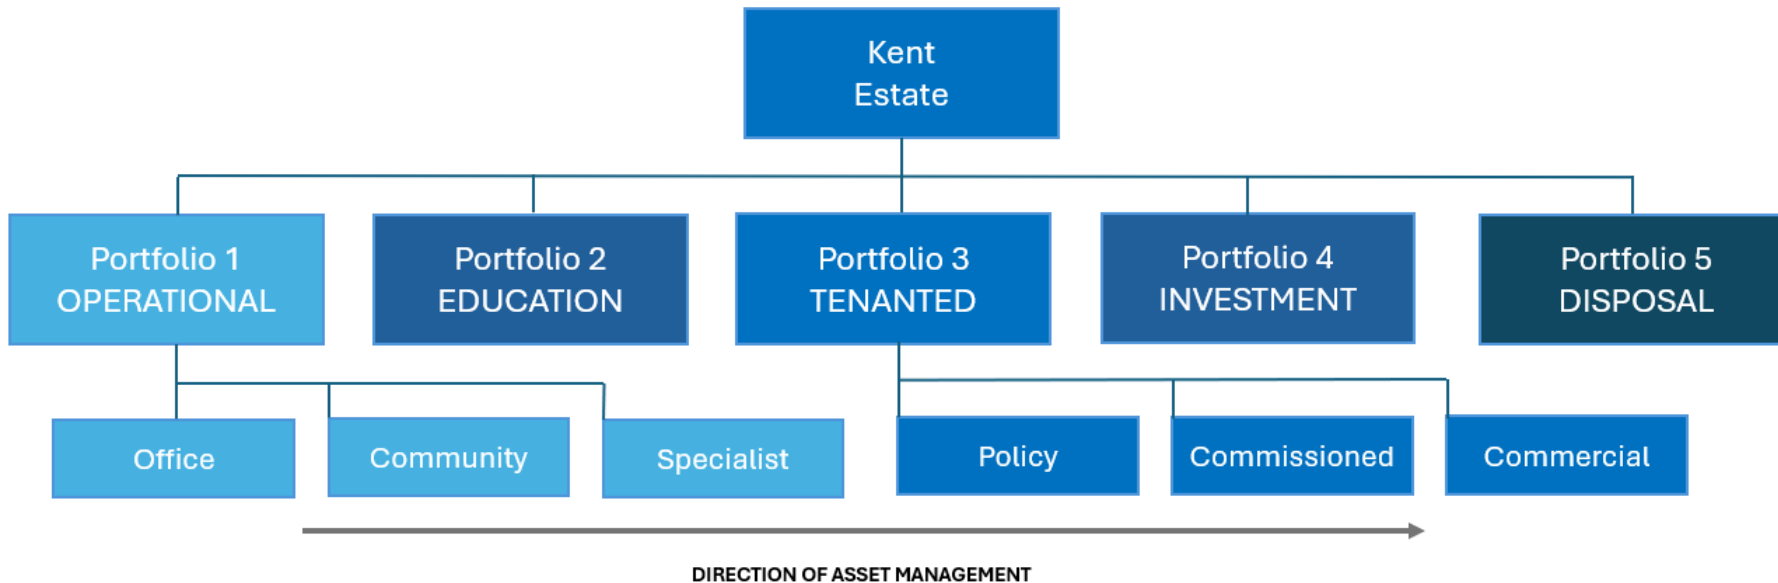 Kent
Estate
Portfolio 1
OPERATIONAL
Portfolio 2
EDUCATION
Portfolio 3
TENANTED
Portfolio 4
INVESTMENT
Portfolio 5
DISPOSAL
Office
Community
Specialist
Policy
Commissioned
Commercial
DIRECTION OF ASSET MANAGEMENT